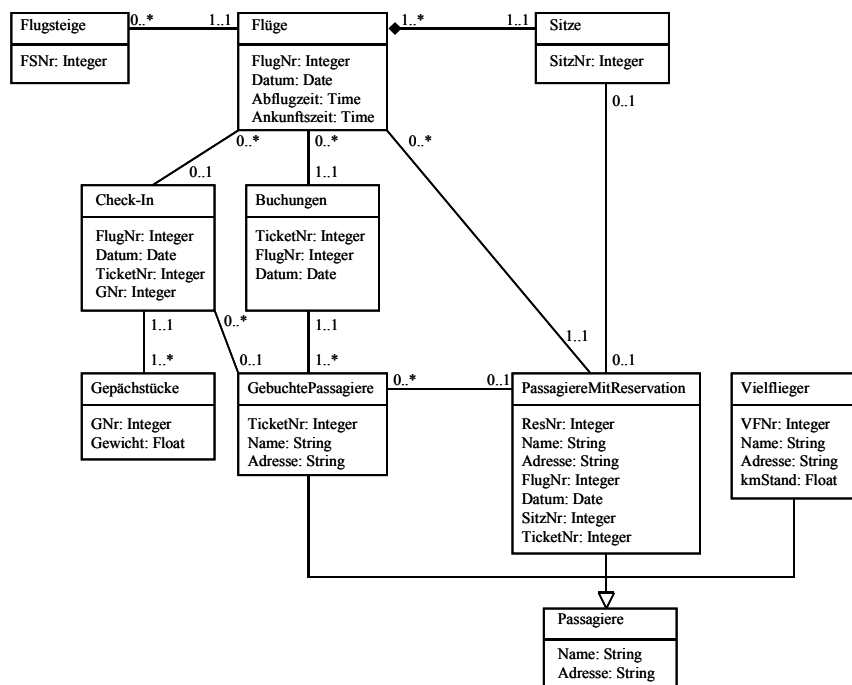 Flugsteige
FSNr: Integer
0..*
1..1
Flüge
FlugNr: Integer
Datum: Date
Abflugzeit: Time
Ankunftszeit: Time
1..*
1..1
Sitze
SitzNr: Integer
0..*
0..*
0..*
0..1
0..1
1..1
Check-In
FlugNr: Integer
Datum: Date
TicketNr: Integer
GNr: Integer
Buchungen
TicketNr: Integer
FlugNr: Integer
Datum: Date
1..1
0..*
1..1
1..1
1..*
0..1
1..*
0..1
Gepächstücke
GNr: Integer
Gewicht: Float
GebuchtePassagiere
TicketNr: Integer
Name: String
Adresse: String
0..*
0..1
PassagiereMitReservation
ResNr: Integer
Name: String
Adresse: String
FlugNr: Integer
Datum: Date
SitzNr: Integer
TicketNr: Integer
Vielflieger
VFNr: Integer
Name: String
Adresse: String
kmStand: Float
Passagiere
Name: String
Adresse: String